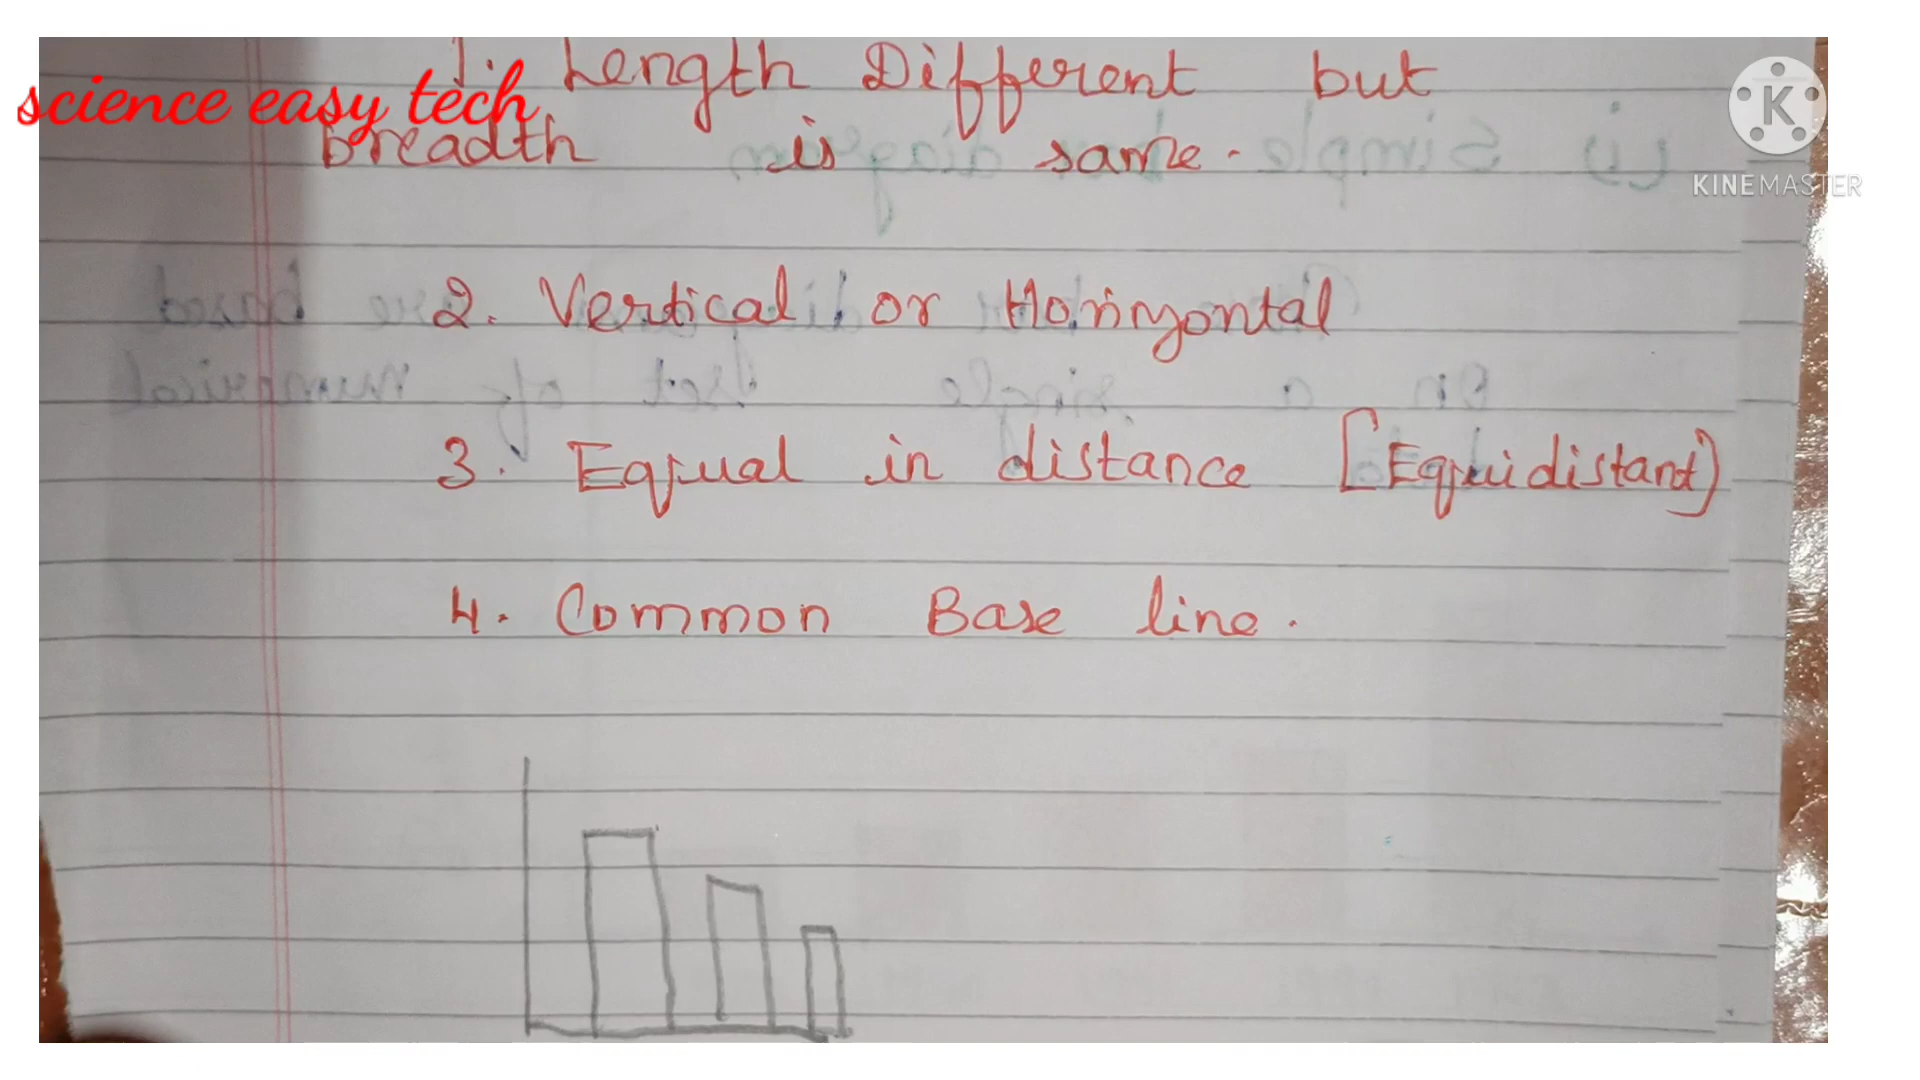 1. Length Different but
science easy tech
breadth is same.
KINEMASTER
2. Vertical or Horizontal
3. Equal in distance [Equidistant]
4. Common Base line.